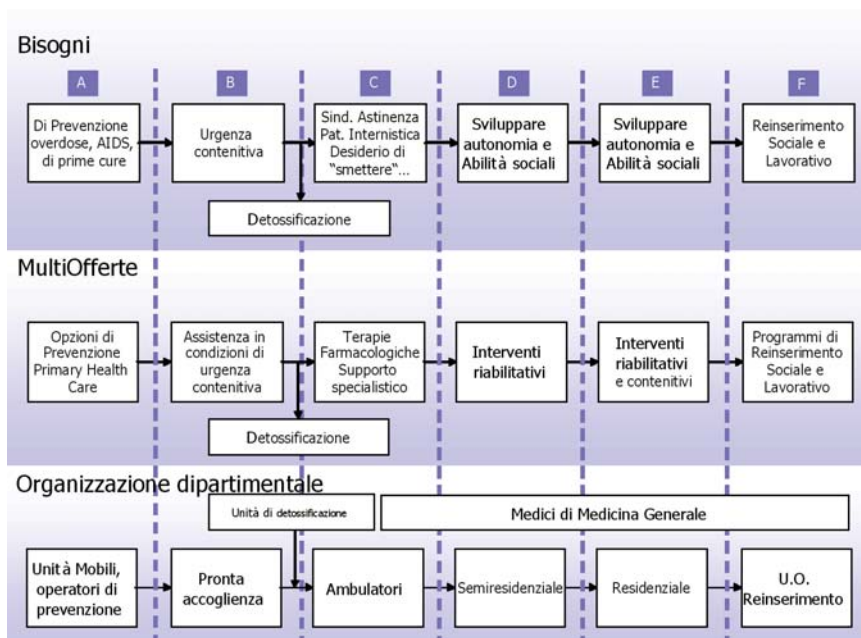 Bisogni
A
B
C
D
E
F
Di Prevenzione
overdose, AIDS,
di prime cure
Urgenza
contenitiva
Sind. Astinenza
Pat. Internistica
Desiderio di
"smettere"...
Sviluppare
autonomia e
Abilità sociali
Sviluppare
autonomia e
Abilità sociali
Reinserimento
Sociale e
Lavorativo
Detossificazione
MultiOfferte
Opzioni di
Prevenzione
Primary Health
Care
Assistenza in
condizioni di
urgenza
contenitiva
Terapie
Farmacologiche
Supporto
specialistico
Interventi
riabilitativi
Interventi
riabilitativi
e contenitivi
Programmi di
Reinserimento
Sociale e
Lavorativo
Detossificazione
Organizzazione dipartimentale
Unità di detossificazione
Medici di Medicina Generale
Unità Mobili,
operatori di
prevenzione
Pronta
accoglienza
Ambulatori
Semiresidenziale
Residenziale
U.O.
Reinserimento